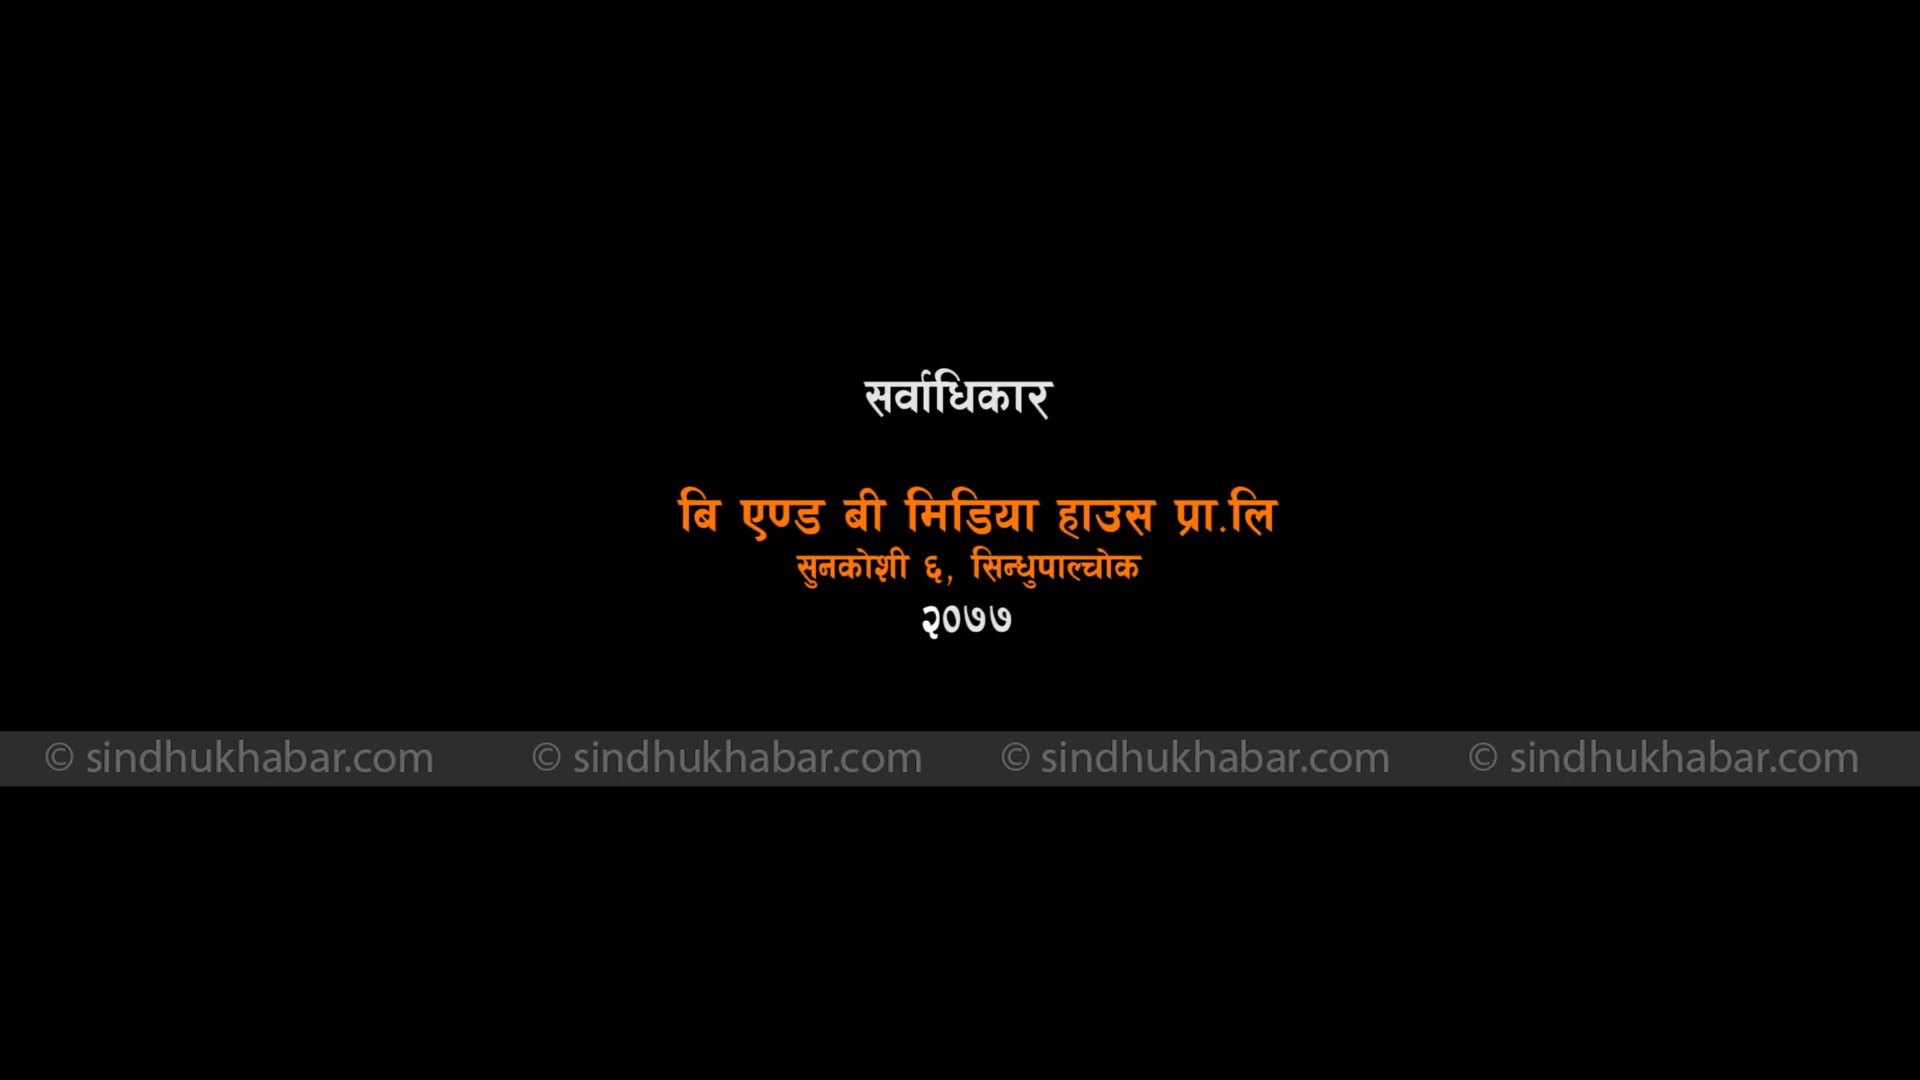 सर्वाधिकार
बि एण्ड बी मिडिया हाउस प्रा.लि
सुनकोशी ६, सिन्धुपाल्चोक
२०७७
© sindhukhabar.com © sindhukhabar.com © sindhukhabar.com © sindhukhabar.com